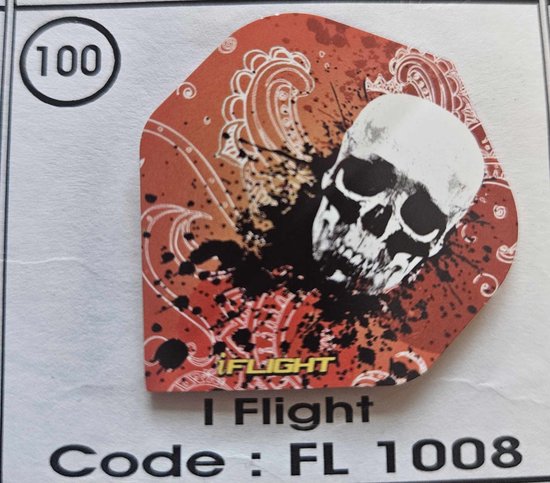 100
iFLIGHT
I Flight
Code : FL 1008